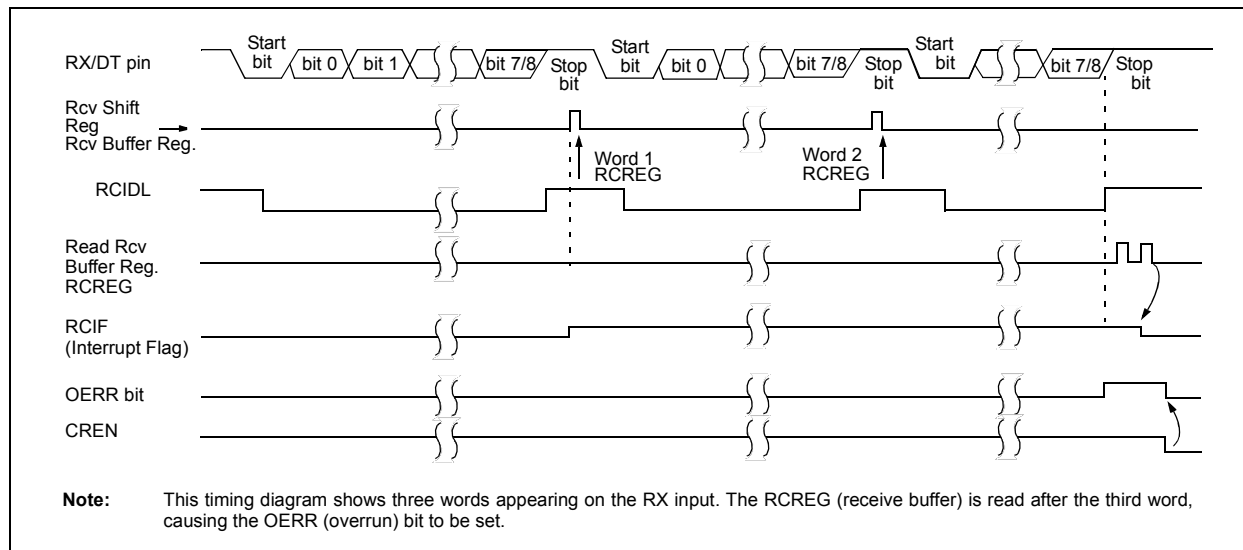 Start
bit
bit 0
bit 1
bit 7/8
Stop
bit
Start
bit
bit 0
bit 7/8
Stop
bit
Start
bit
bit 7/8
Stop
bit
RX/DT pin
Rcv Shift
Reg
Rcv Buffer Reg.
Word 1
RCREG
Word 2
RCREG
RCIDL
Read Rcv
Buffer Reg.
RCREG
RCIF
(Interrupt Flag)
OERR bit
CREN
Note: This timing diagram shows three words appearing on the RX input. The RCREG (receive buffer) is read after the third word,
causing the OERR (overrun) bit to be set.